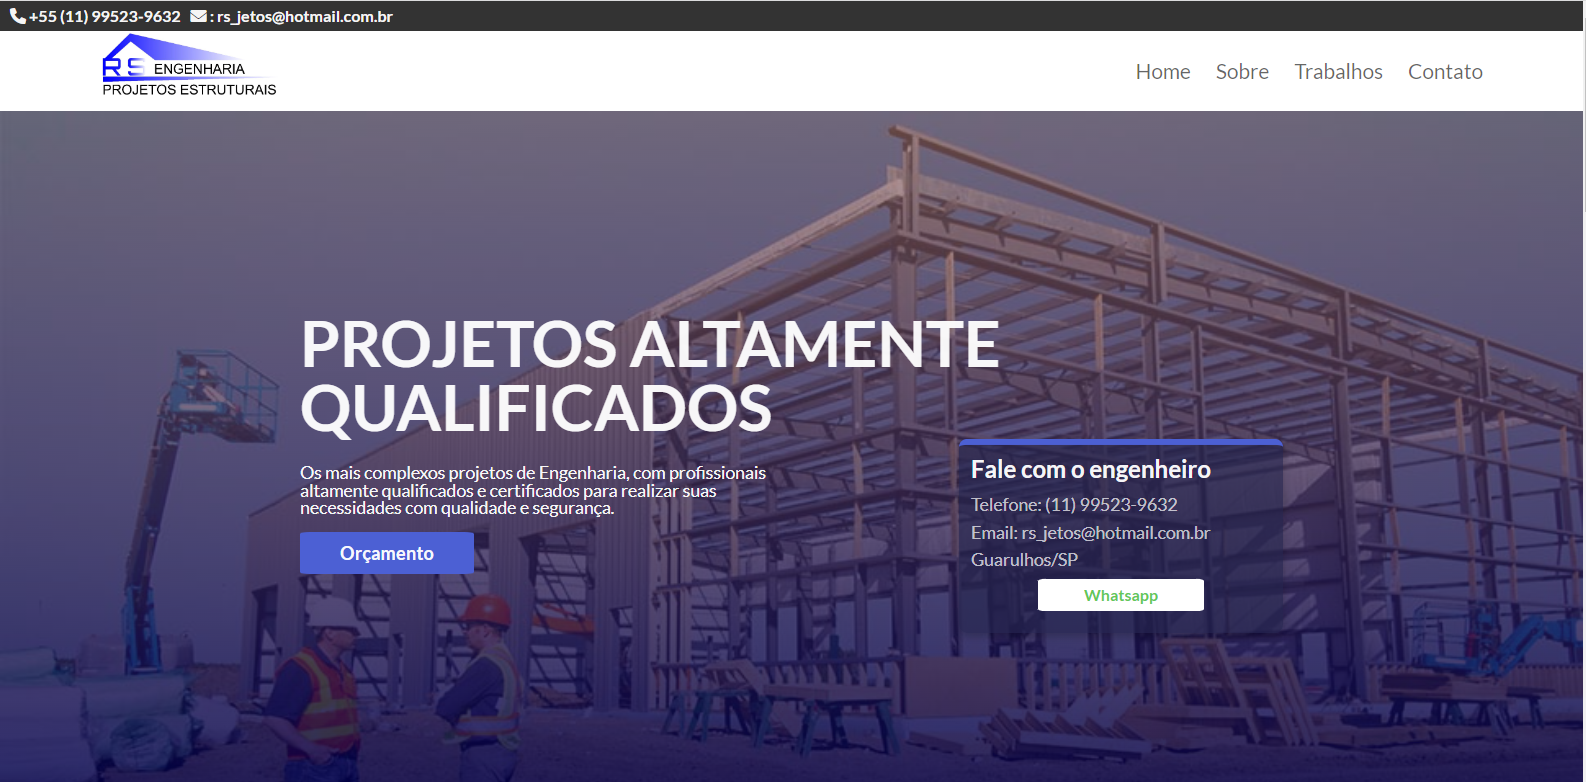 +55 (11) 99523-9632 : rs_jetos@hotmail.com.br
RS ENGENHARIA
PROJETOS ESTRUTURAIS
Home Sobre Trabalhos Contato
PROJETOS ALTAMENTE
QUALIFICADOS
Os mais complexos projetos de Engenharia, com profissionais
altamente qualificados e certificados para realizar suas
necessidades com qualidade e segurança.
Orçamento
Fale com o engenheiro
Telefone: (11) 99523-9632
Email: rs_jetos@hotmail.com.br
Guarulhos/SP
Whatsapp